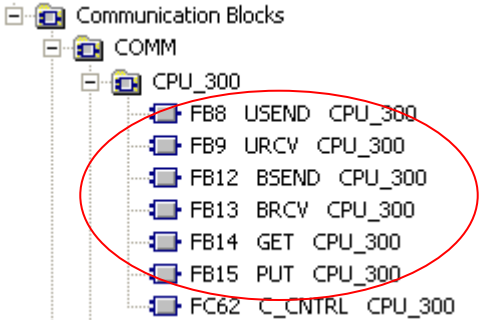 Communication Blocks
COMM
CPU_300
FB8 USEND CPU_300
FB9 URCV CPU_300
FB12 BSEND CPU_300
FB13 BRCV CPU_300
FB14 GET CPU_300
FB15 PUT CPU_300
FC62 C_CNTRL CPU_300